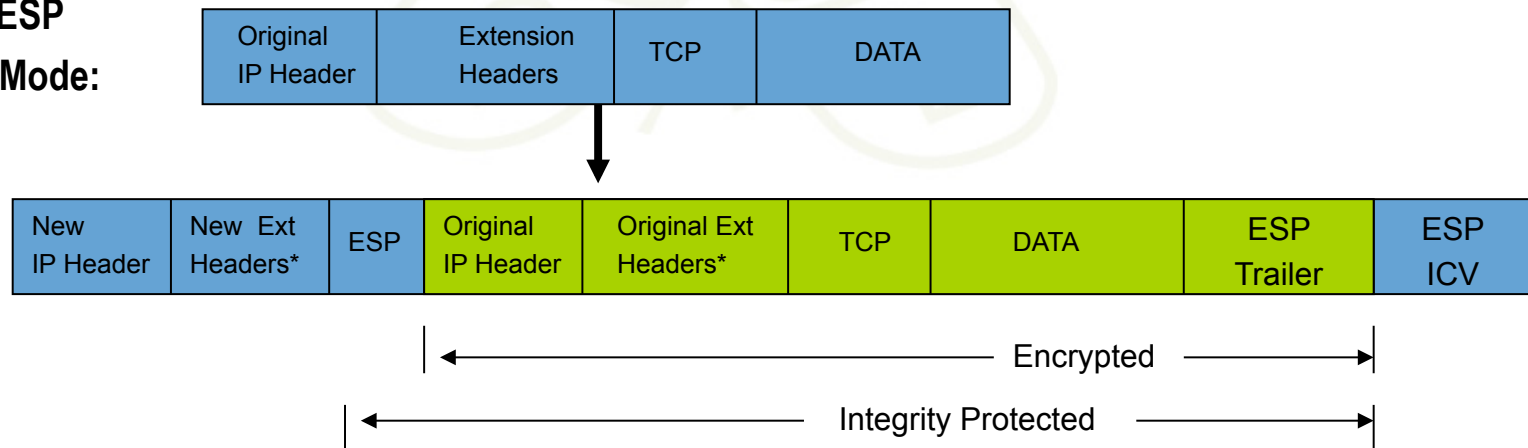 ESP
Mode:
Original
IP Header
Extension
Headers
TCP
DATA
New
IP Header
New Ext
Headers*
ESP
Original
IP Header
Original Ext
Headers*
TCP
DATA
ESP
Trailer
ESP
ICV
Encrypted
Integrity Protected